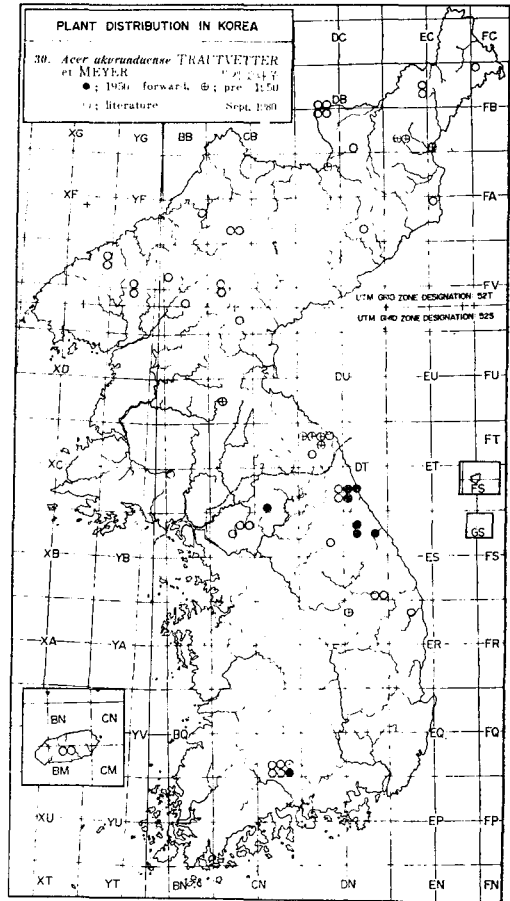 PLANT DISTRIBUTION IN KOREA
30. Acer ukurunduense TRAUTVETTER
et MEYER
●; 1950 forward, ⊕; pre 1950
○; literature Sept. 1980
DC EC FC
DB FB
XG YG BB CB
XF YF FA
FV
UTM GRID ZONE DESIGNATION 52T
UTM GRID ZONE DESIGNATION 52S
XD DU EU FU
FT
XC DT ET
FS
GS
XB YB ES FS
XA YA ER FR
BN CN
YV BQ EQ FQ
BM CM
XU YU EP FP
XT YT BN CN DN EN FN